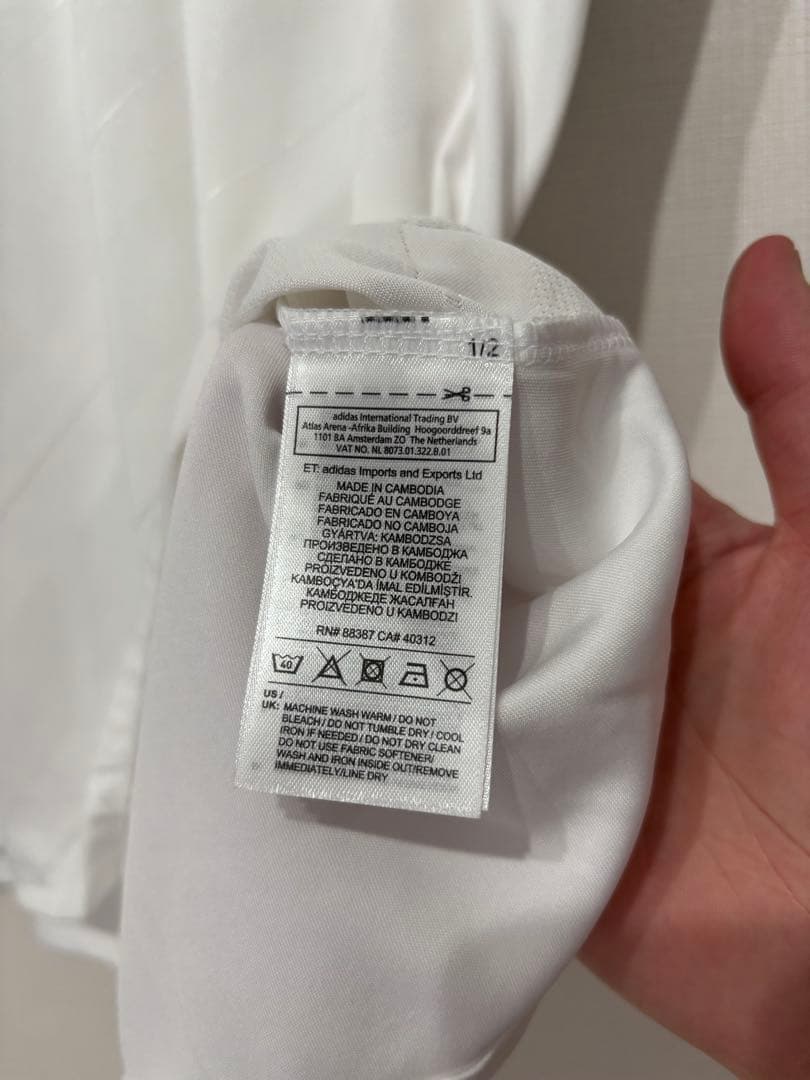 1/2
adidas International Trading BV
Atlas Arena -Afrika Building Hoogoorddreef 9a
1101 BA Amsterdam ZO The Netherlands
VAT NO. NL 8073.01.322.B.01
ET: adidas Imports and Exports Ltd
MADE IN CAMBODIA
FABRIQUÉ AU CAMBODGE
FABRICADO EN CAMBOYA
FABRICADO NO CAMBOJA
GYÁRTVA: KAMBODZSA
ПРОИЗВЕДЕНО В КАМБОДЖА
СДЕЛАНО В КАМБОДЖЕ
PROIZVEDENO U KOMBODŽI
KAMBOÇYA'DA İMAL EDİLMİŞTİR.
КАМБОДЖЕДЕ ЖАСАЛҒАН
PROIZVEDENO U KAMBODZI
RN# 88387 CA# 40312
40
US /
UK: MACHINE WASH WARM / DO NOT
BLEACH / DO NOT TUMBLE DRY / COOL
IRON IF NEEDED / DO NOT DRY CLEAN
DO NOT USE FABRIC SOFTENER/
WASH AND IRON INSIDE OUT/REMOVE
IMMEDIATELY/LINE DRY